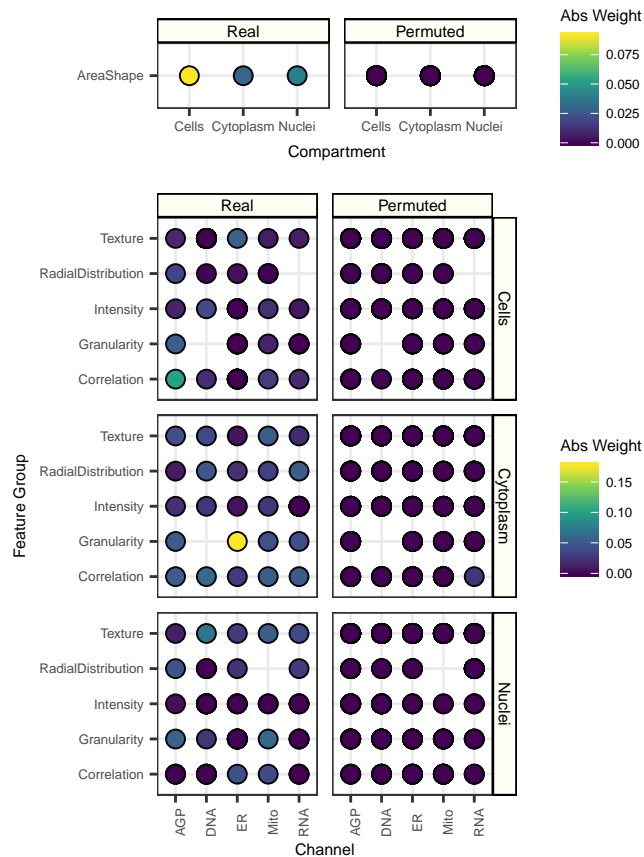 Real
Permuted
AreaShape
Cells
Cytoplasm
Nuclei
Cells
Cytoplasm
Nuclei
Compartment
Abs Weight
0.075
0.050
0.025
0.000
Real
Permuted
Texture
RadialDistribution
Intensity
Granularity
Correlation
Cells
Texture
RadialDistribution
Intensity
Granularity
Correlation
Cytoplasm
Texture
RadialDistribution
Intensity
Granularity
Correlation
Nuclei
Feature Group
AGP
DNA
ER
Mito
RNA
AGP
DNA
ER
Mito
RNA
Channel
Abs Weight
0.15
0.10
0.05
0.00